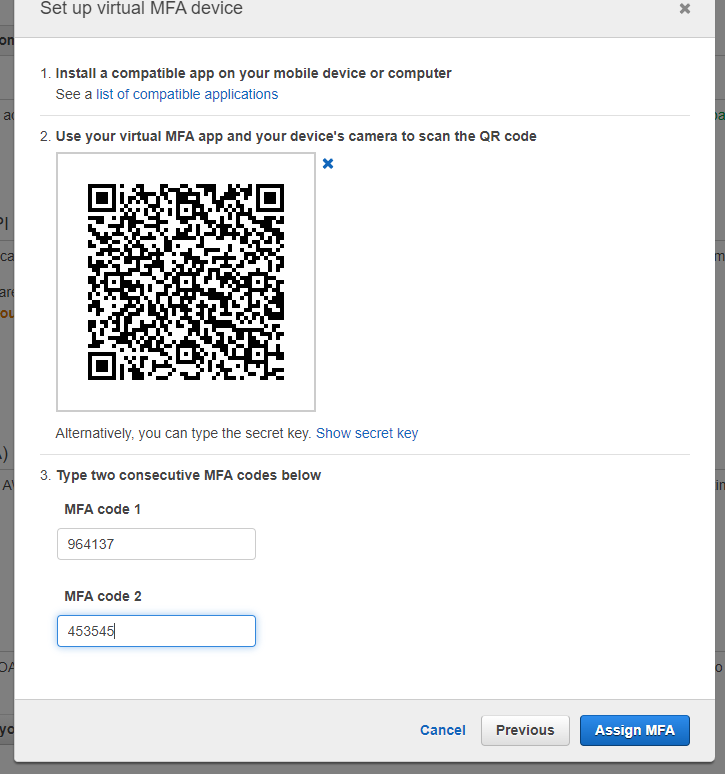 Set up virtual MFA device
1. Install a compatible app on your mobile device or computer
See a list of compatible applications
2. Use your virtual MFA app and your device's camera to scan the QR code
Alternatively, you can type the secret key. Show secret key
3. Type two consecutive MFA codes below
MFA code 1
964137
MFA code 2
453545
Cancel
Previous
Assign MFA